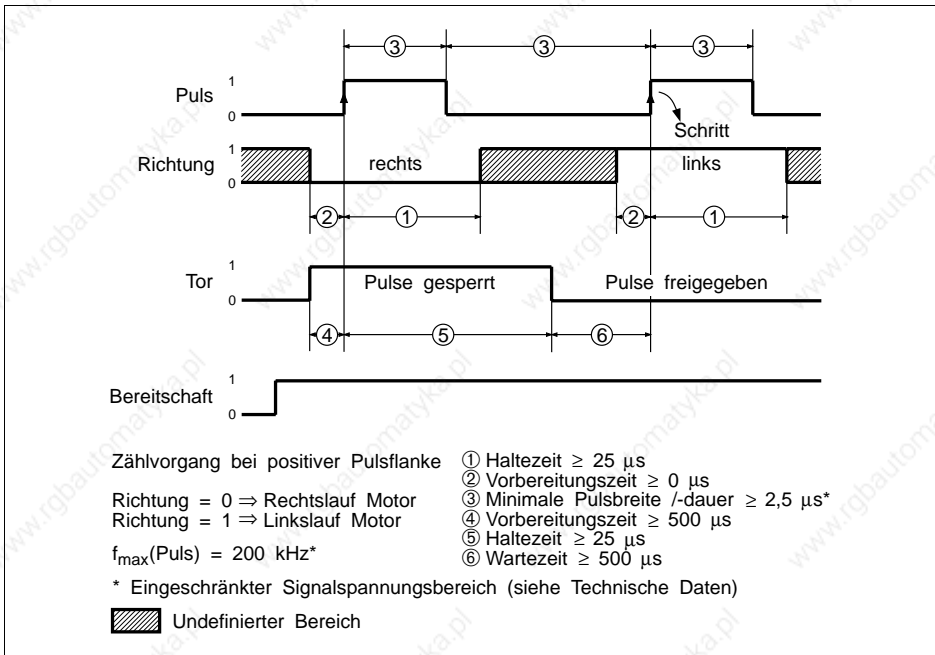 ③ ③ ③
Puls 1 0
Schritt
Richtung 1 0 rechts links
② ① ② ①
Tor 1 0 Pulse gesperrt Pulse freigegeben
④ ⑤ ⑥
Bereitschaft 1 0
Zählvorgang bei positiver Pulsflanke
Richtung = 0 ⇒ Rechtslauf Motor
Richtung = 1 ⇒ Linkslauf Motor
fmax(Puls) = 200 kHz*
① Haltezeit ≥ 25 µs
② Vorbereitungszeit ≥ 0 µs
③ Minimale Pulsbreite /-dauer ≥ 2,5 µs*
④ Vorbereitungszeit ≥ 500 µs
⑤ Haltezeit ≥ 25 µs
⑥ Wartezeit ≥ 500 µs
* Eingeschränkter Signalspannungsbereich (siehe Technische Daten)
Undefinierter Bereich
www.rgbautomatyka.pl